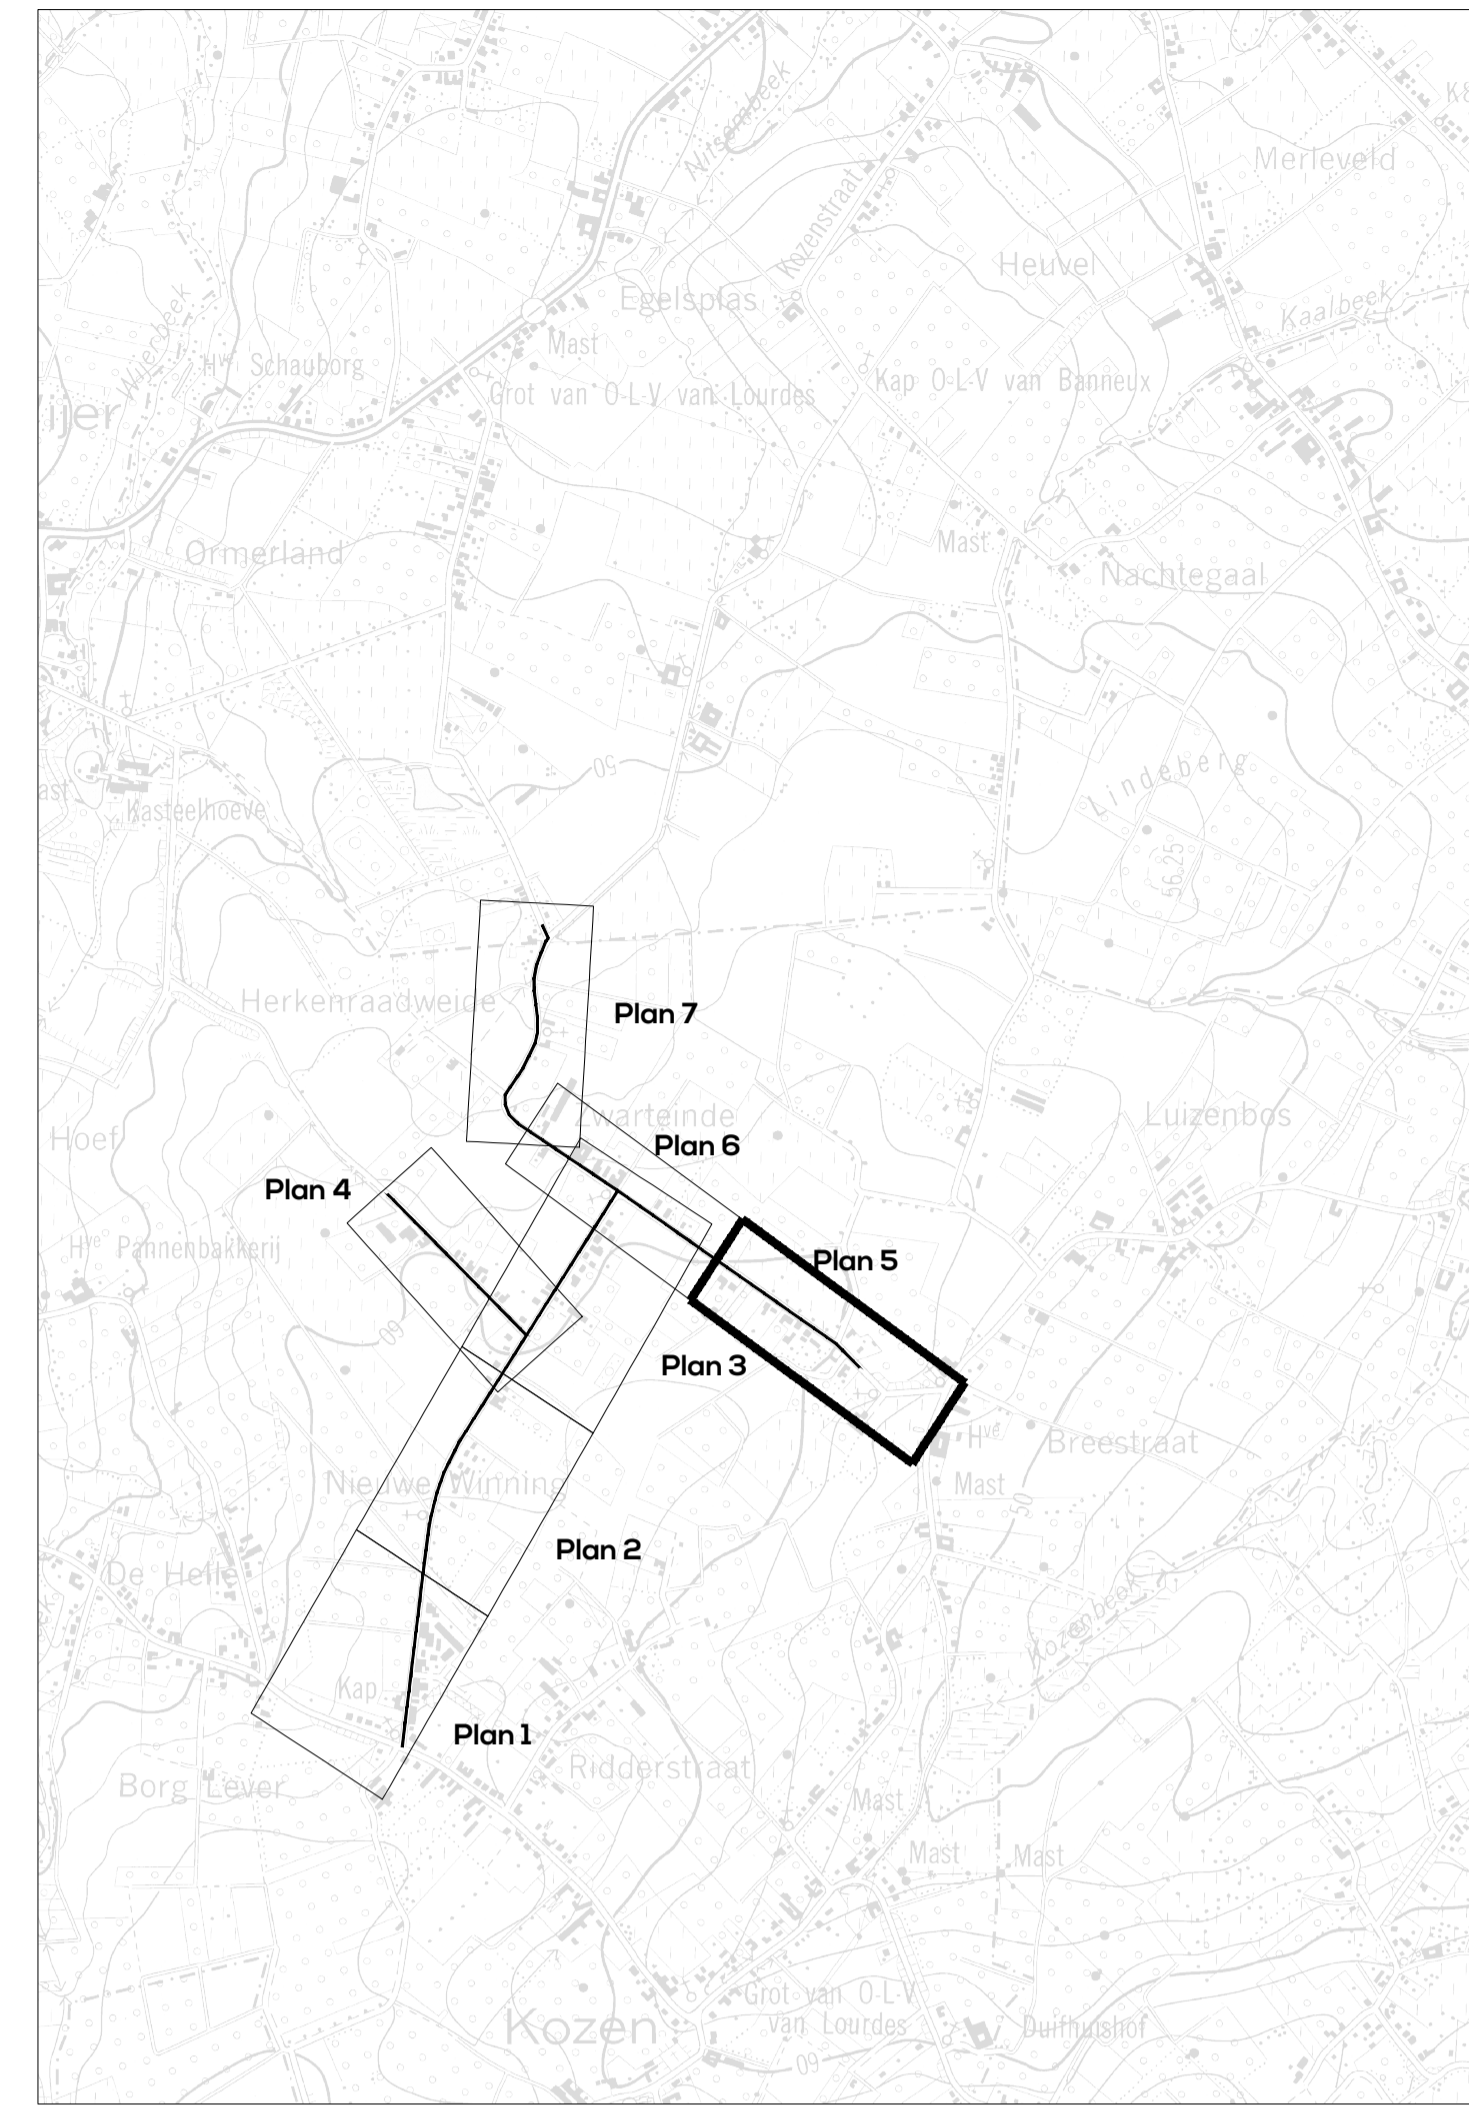 Nitsombeek
K8
Merleveld
Kozenstraat
Heuvel
Egelsplas
Kaalbeek
Wijerbeek
Mast
Hve Schauborg
Grot van O-L-V van Lourdes
Kap O-L-V van Banneux
ijer
Mast
Ormerland
Nachtegaal
Lindeberg
50
ast
Kasteelhoeve
56.25
Herkenraadweide
Plan 7
Zwarteinde
Luizenbos
Hoef
Plan 6
Plan 4
Hve Pannenbakkerij
Plan 5
60
Plan 3
Hve
Breestraat
Nieuwe Winning
Mast
50
Plan 2
De Helle
Kozenbeek
Kap
Plan 1
Borg Lever
Ridderstraat
Mast
Mast
Mast
Grot van O-L-V
van Lourdes
Kozen
Duifhuishof
60